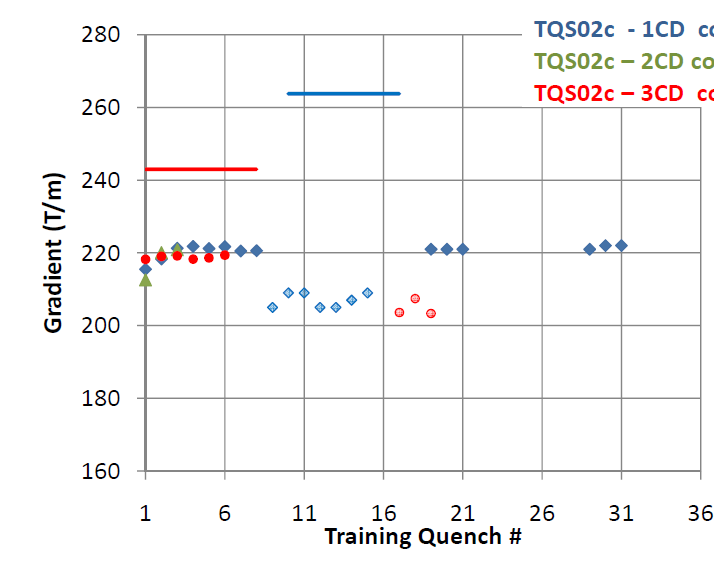 TQS02c - 1CD
TQS02c – 2CD
TQS02c – 3CD
280
260
240
220
200
180
160
Gradient (T/m)
1 6 11 16 21 26 31 36
Training Quench #